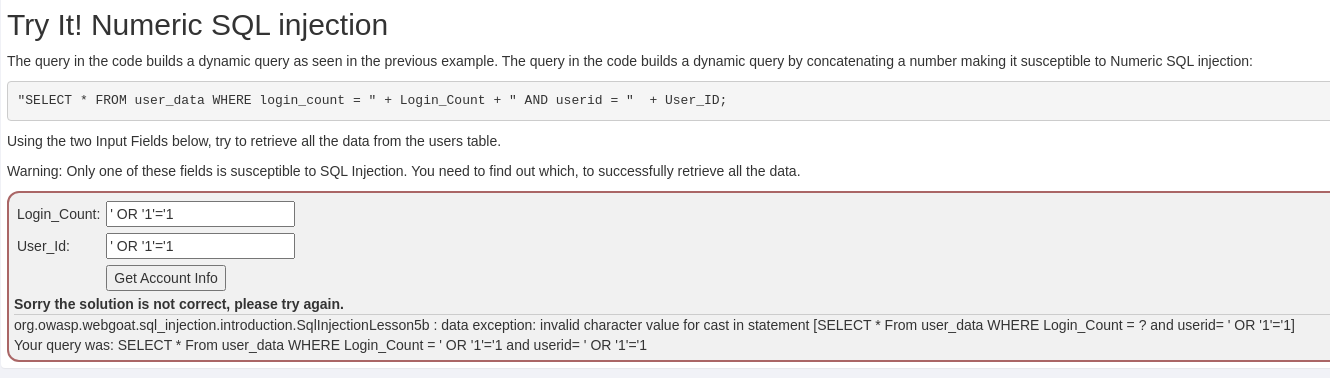 Try It! Numeric SQL injection
The query in the code builds a dynamic query as seen in the previous example. The query in the code builds a dynamic query by concatenating a number making it susceptible to Numeric SQL injection:
"SELECT * FROM user_data WHERE login_count = " + Login_Count + " AND userid = "  + User_ID;
Using the two Input Fields below, try to retrieve all the data from the users table.
Warning: Only one of these fields is susceptible to SQL Injection. You need to find out which, to successfully retrieve all the data.
Login_Count: ' OR '1'='1
User_Id: ' OR '1'='1
Get Account Info
Sorry the solution is not correct, please try again.
org.owasp.webgoat.sql_injection.introduction.SqlInjectionLesson5b : data exception: invalid character value for cast in statement [SELECT * From user_data WHERE Login_Count = ? and userid= ' OR '1'='1]
Your query was: SELECT * From user_data WHERE Login_Count = ' OR '1'='1 and userid= ' OR '1'='1